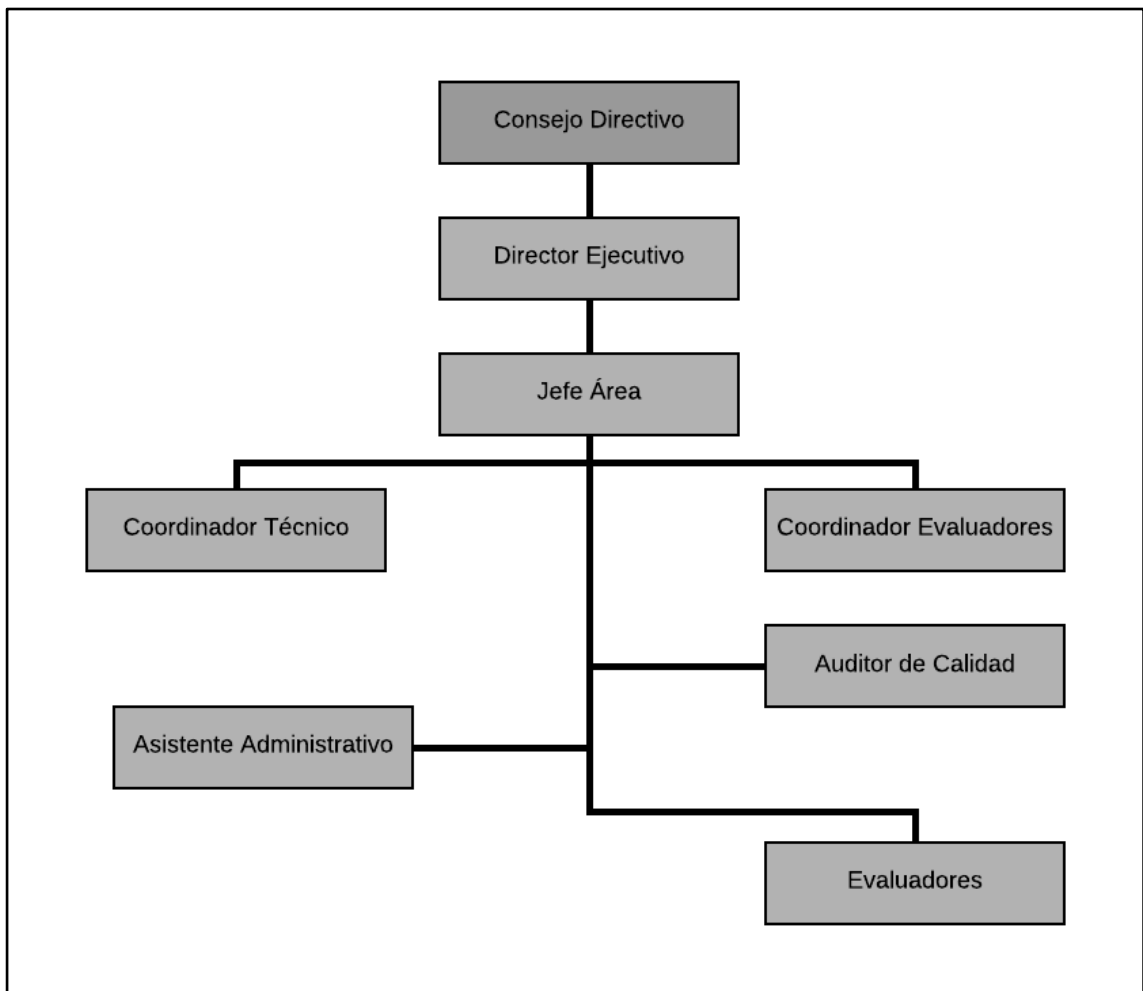 Consejo Directivo
Director Ejecutivo
Jefe Área
Coordinador Técnico
Coordinador Evaluadores
Auditor de Calidad
Asistente Administrativo
Evaluadores